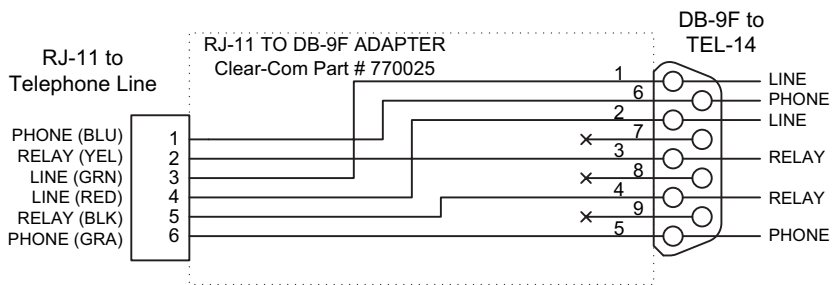 DB-9F to
TEL-14
RJ-11 to
Telephone Line
RJ-11 TO DB-9F ADAPTER
Clear-Com Part # 770025
PHONE (BLU) 1
RELAY (YEL) 2
LINE (GRN) 3
LINE (RED) 4
RELAY (BLK) 5
PHONE (GRA) 6
1 LINE
6 PHONE
2 LINE
7
3 RELAY
8
4 RELAY
9
5 PHONE